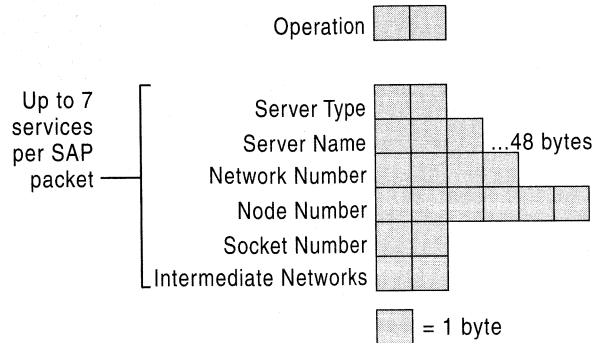 Operation
Up to 7
services
per SAP
packet
Server Type
Server Name
...48 bytes
Network Number
Node Number
Socket Number
Intermediate Networks
= 1 byte